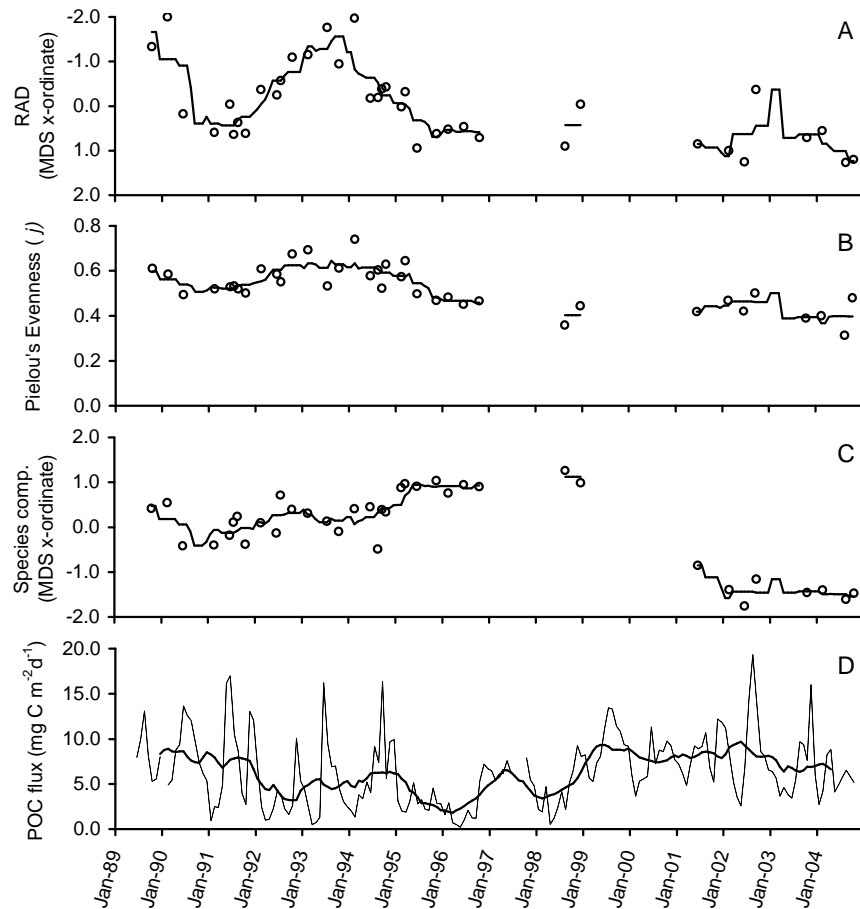 A
RAD
(MDS x-ordinate)
-2.0
-1.0
0.0
1.0
2.0
B
Pielou's Evenness ( j)
0.8
0.6
0.4
0.2
0.0
C
Species comp.
(MDS x-ordinate)
2.0
1.0
0.0
-1.0
-2.0
D
POC flux (mg C m-2d-1)
20.0
15.0
10.0
5.0
0.0
Jan-89
Jan-90
Jan-91
Jan-92
Jan-93
Jan-94
Jan-95
Jan-96
Jan-97
Jan-98
Jan-99
Jan-00
Jan-01
Jan-02
Jan-03
Jan-04